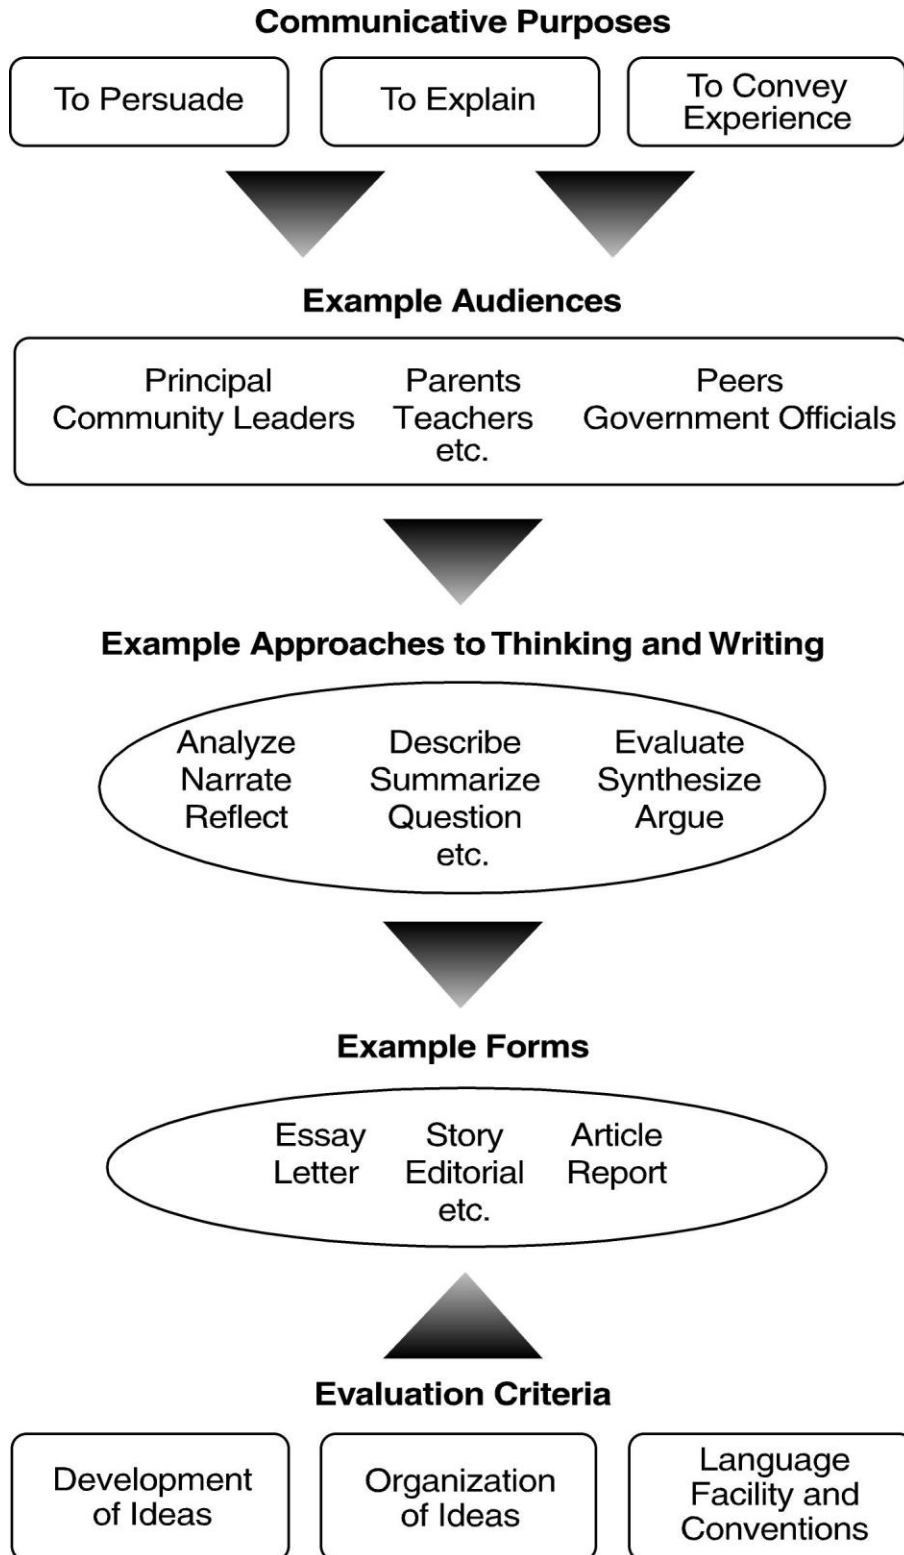 Communicative Purposes
To Persuade
To Explain
To Convey
Experience
Example Audiences
Principal
Community Leaders
Parents
Teachers
etc.
Peers
Government Officials
Example Approaches to Thinking and Writing
Analyze
Narrate
Reflect
Describe
Summarize
Question
etc.
Evaluate
Synthesize
Argue
Example Forms
Essay
Letter
Story
Editorial
etc.
Article
Report
Evaluation Criteria
Development
of Ideas
Organization
of Ideas
Language
Facility and
Conventions